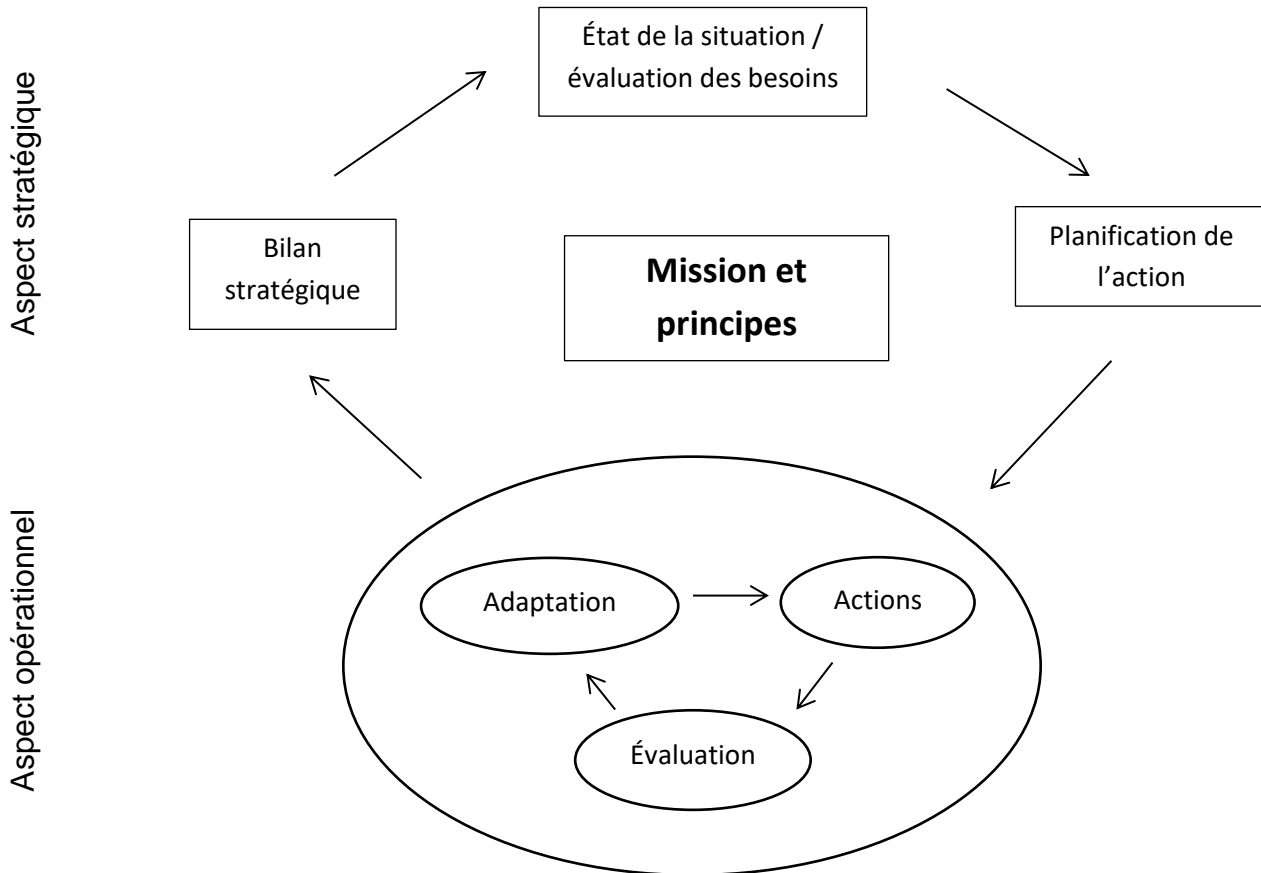 Aspect stratégique
État de la situation /
évaluation des besoins
Bilan
stratégique
Mission et
principes
Planification de
l’action
Aspect opérationnel
Adaptation
Actions
Évaluation